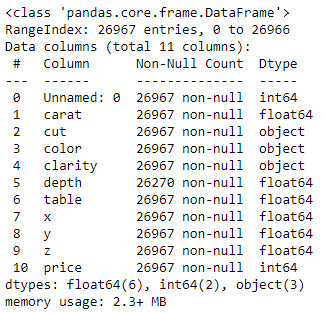 <class 'pandas.core.frame.DataFrame'>
RangeIndex: 26967 entries, 0 to 26966
Data columns (total 11 columns):
 #   Column      Non-Null Count  Dtype
---  ------      --------------  -----
 0   Unnamed: 0  26967 non-null  int64
 1   carat       26967 non-null  float64
 2   cut         26967 non-null  object
 3   color       26967 non-null  object
 4   clarity     26967 non-null  object
 5   depth       26270 non-null  float64
 6   table       26967 non-null  float64
 7   x           26967 non-null  float64
 8   y           26967 non-null  float64
 9   z           26967 non-null  float64
 10  price       26967 non-null  int64
dtypes: float64(6), int64(2), object(3)
memory usage: 2.3+ MB